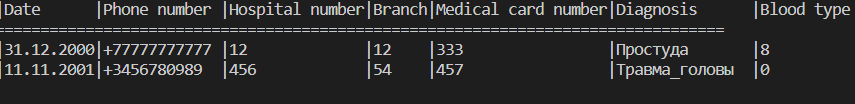 |Date      |Phone number |Hospital number|Branch|Medical card number|Diagnosis     |Blood type
=========================================================================
|31.12.2000|+77777777777 |12             |12    |333                |Простуда      |8
|11.11.2001|+3456780989  |456            |54    |457                |Травма_головы |0